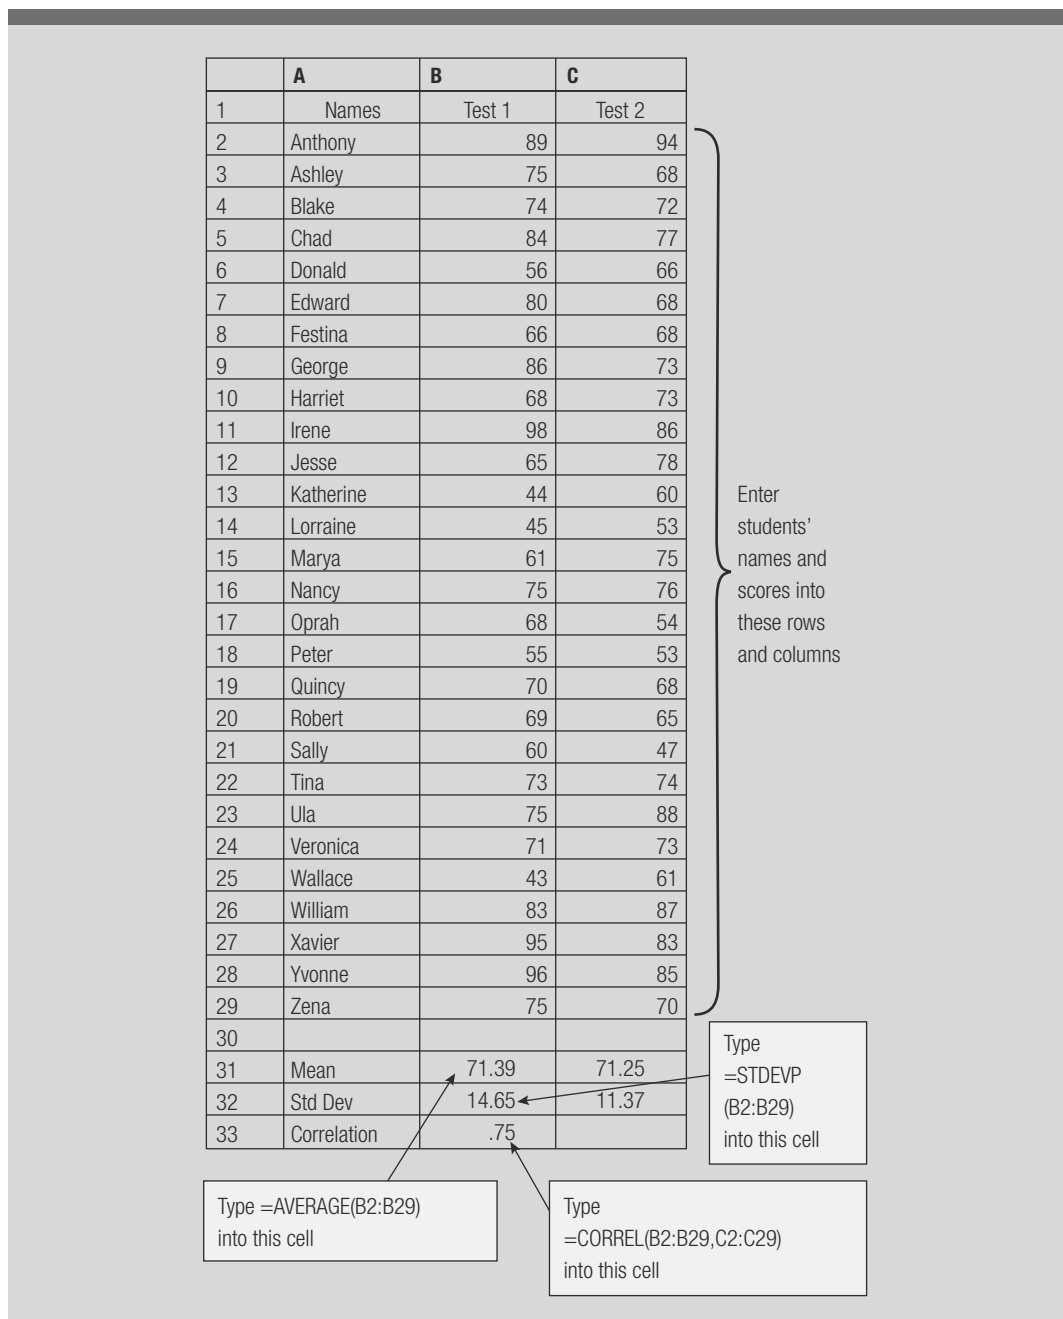 A B C
1 Names Test 1 Test 2
2 Anthony 89 94
3 Ashley 75 68
4 Blake 74 72
5 Chad 84 77
6 Donald 56 66
7 Edward 80 68
8 Festina 66 68
9 George 86 73
10 Harriet 68 73
11 Irene 98 86
12 Jesse 65 78
13 Katherine 44 60
14 Lorraine 45 53
15 Marya 61 75
16 Nancy 75 76
17 Oprah 68 54
18 Peter 55 53
19 Quincy 70 68
20 Robert 69 65
21 Sally 60 47
22 Tina 73 74
23 Ula 75 88
24 Veronica 71 73
25 Wallace 43 61
26 William 83 87
27 Xavier 95 83
28 Yvonne 96 85
29 Zena 75 70
30
31 Mean 71.39 71.25
32 Std Dev 14.65 11.37
33 Correlation .75
Enter
students’
names and
scores into
these rows
and columns
Type
=STDEVP
(B2:B29)
into this cell
Type =AVERAGE(B2:B29)
into this cell
Type
=CORREL(B2:B29,C2:C29)
into this cell